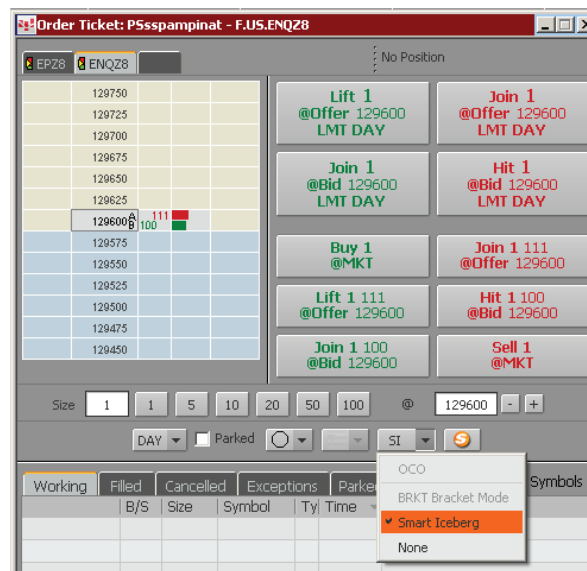 Order Ticket: PSsspampinat - F.US.ENQZ8
EPZ8
ENQZ8
No Position
129750
129725
129700
129675
129650
129625
129600 A 111
B 100
129575
129550
129525
129500
129475
129450
Lift 1
@Offer 129600
LMT DAY
Join 1
@Offer 129600
LMT DAY
Join 1
@Bid 129600
LMT DAY
Hit 1
@Bid 129600
LMT DAY
Buy 1
@MKT
Join 1 111
@Offer 129600
Lift 1 111
@Offer 129600
Hit 1 100
@Bid 129600
Join 1 100
@Bid 129600
Sell 1
@MKT
Size 1 1 5 10 20 50 100 @ 129600 - +
DAY Parked SI S
OCO
BRKT Bracket Mode
Smart Iceberg
None
Working Filled Cancelled Exceptions Symbols
B/S Size Symbol Ty Time